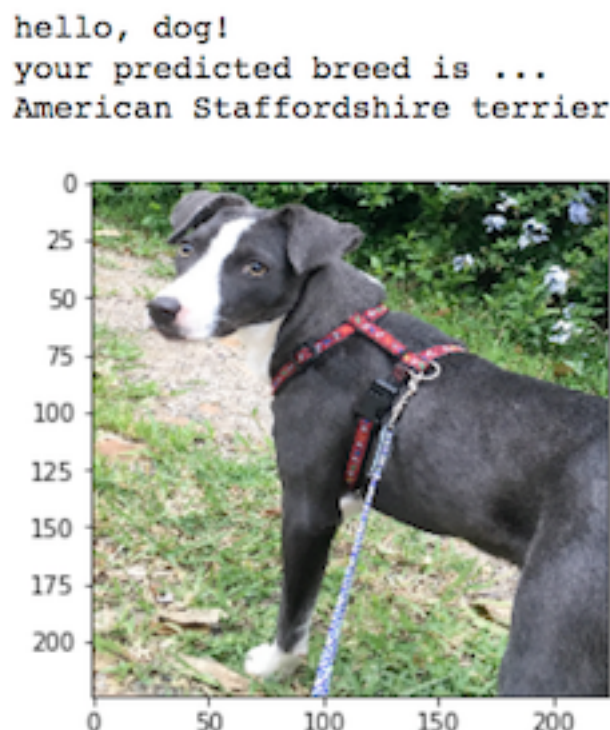 hello, dog!
your predicted breed is ...
American Staffordshire terrier
0
25
50
75
100
125
150
175
200
0 50 100 150 200